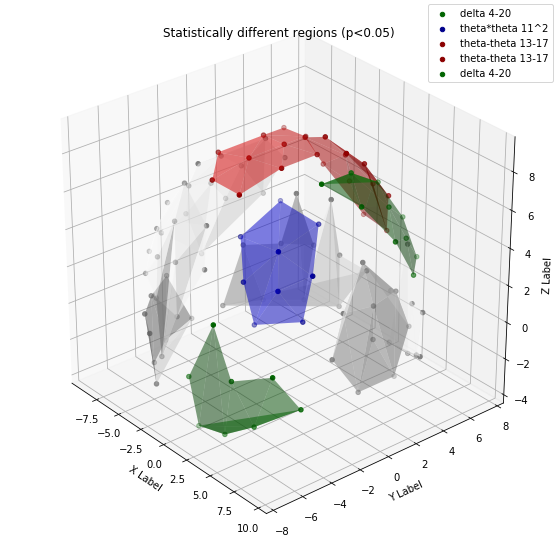 delta 4-20
theta*theta 11^2
theta-theta 13-17
theta-theta 13-17
delta 4-20
Statistically different regions (p<0.05)
8
6
4
2
0
−2
−4
Z Label
−7.5
−5.0
−2.5
0.0
2.5
5.0
7.5
10.0
X Label
−8
−6
−4
−2
0
2
4
6
8
Y Label